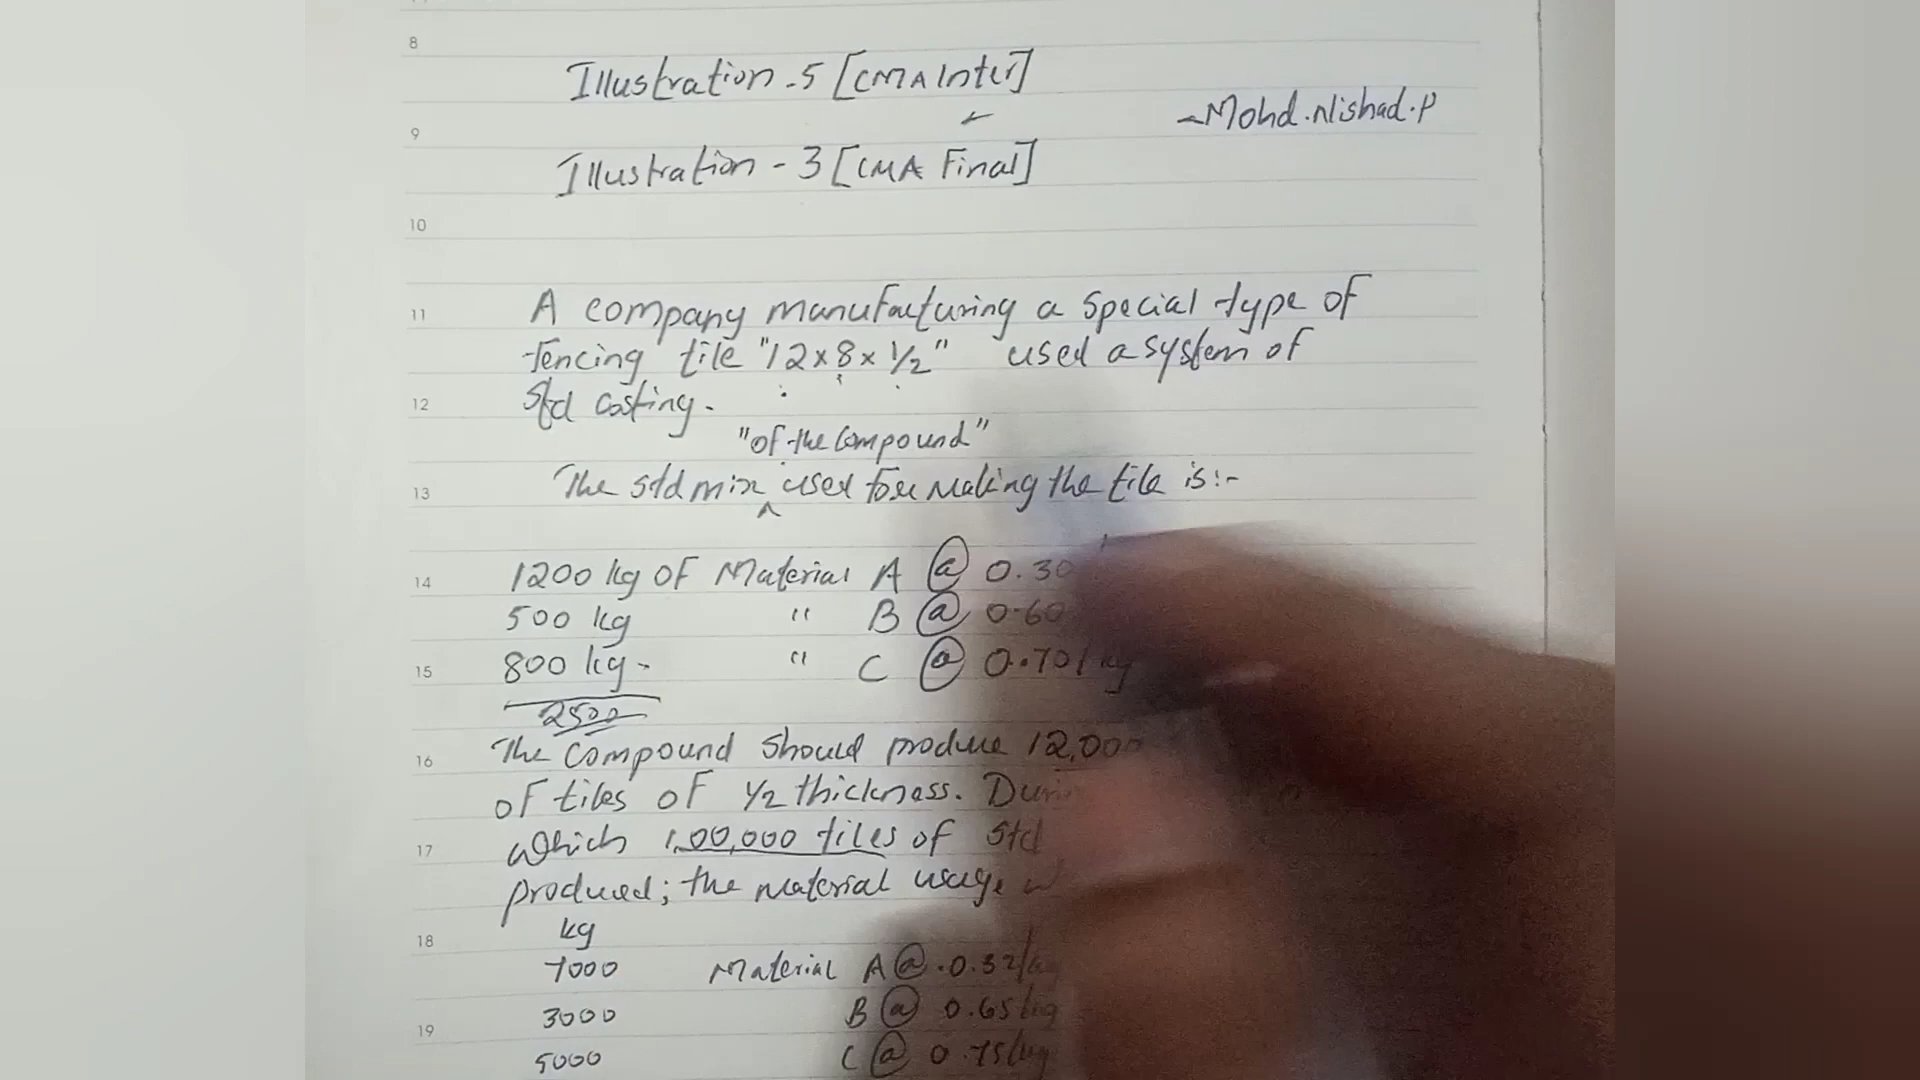 8
Illustration - 5 [CMA Inter]
- Mohd. Nishad. P
9
Illustration - 3 [CMA Final]
10
11 A company manufacturing a special type of
fencing tile "12 x 8 x 1/2" used a system of
12 Std costing.
"of the compound"
13 The std mix ^ used for making the tile is:-
14 1200 kg of Material A @ 0.30
500 kg " B @ 0.60
15 800 kg - " C @ 0.70/kg
2500
16 The compound should produce 12,000
of tiles of 1/2 thickness.
17 which 1,00,000 tiles of std
produced; the material usage
18 kg
7000 Material A @ 0.32/kg
3000 B @ 0.65/kg
19
5000 C @ 0.75/kg